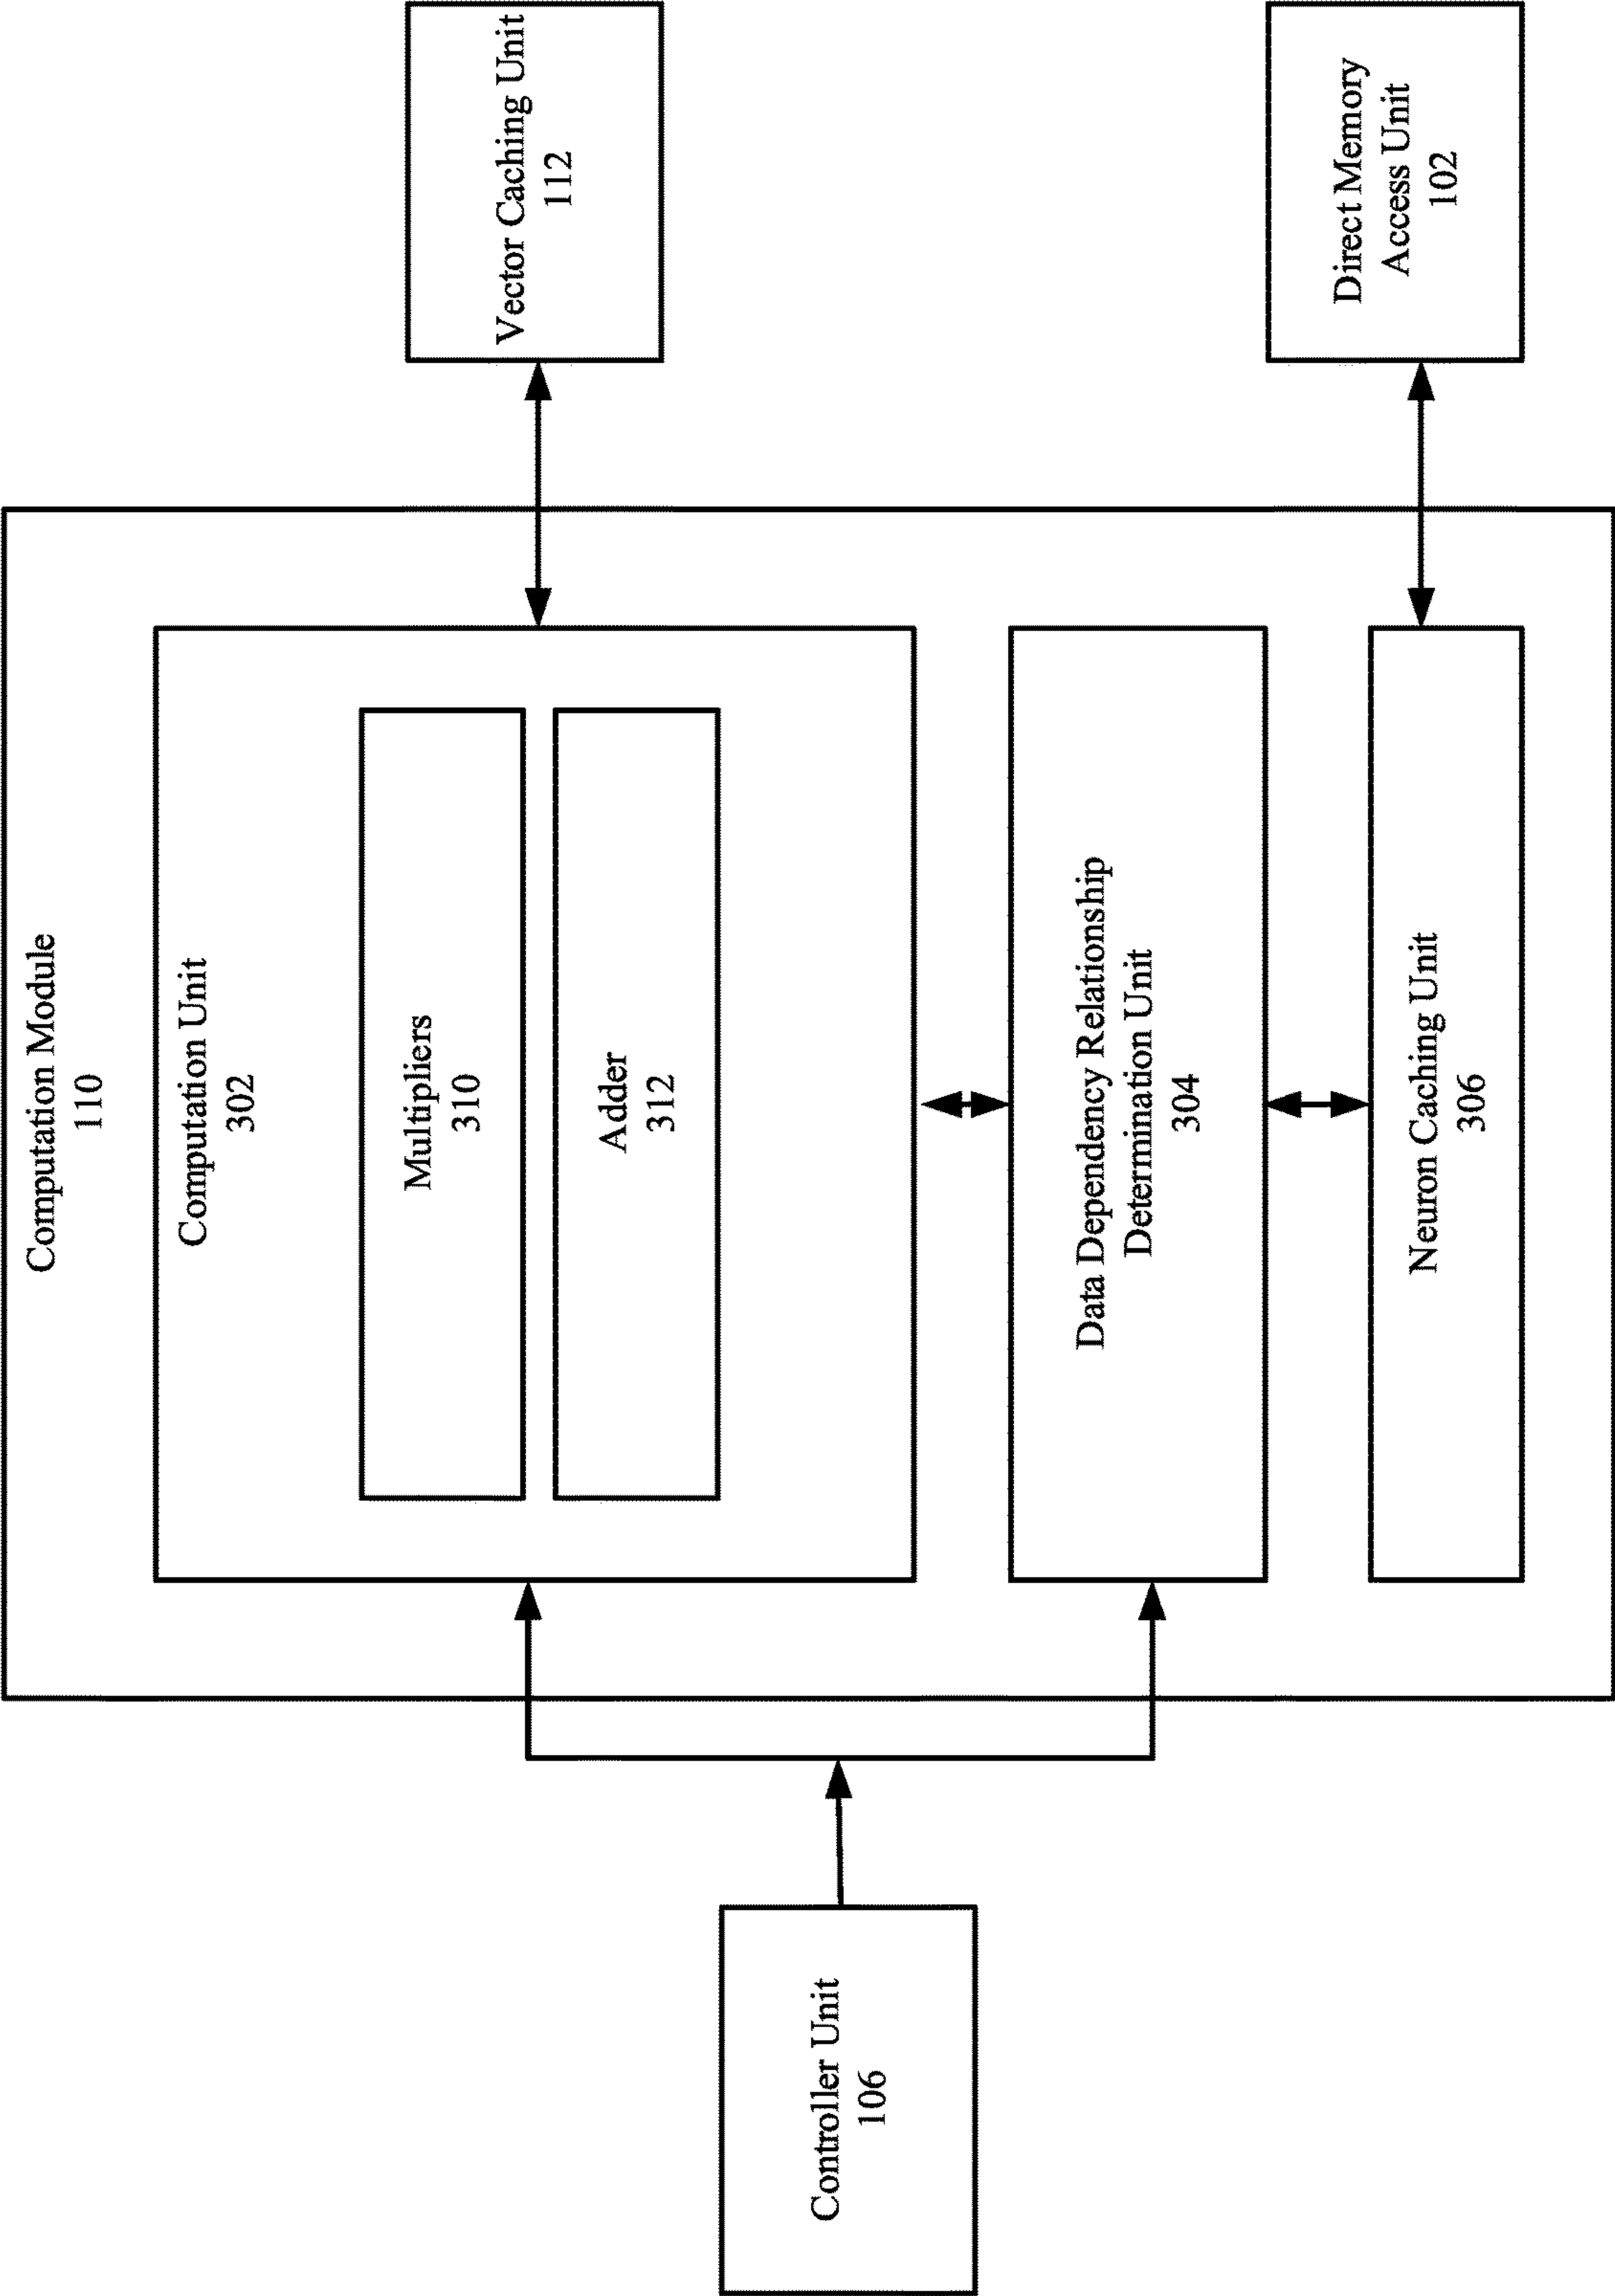 Computation Module
110
Computation Unit
302
Multipliers
310
Adder
312
Data Dependency Relationship
Determination Unit
304
Neuron Caching Unit
306
Controller Unit
106
Vector Caching Unit
112
Direct Memory
Access Unit
102